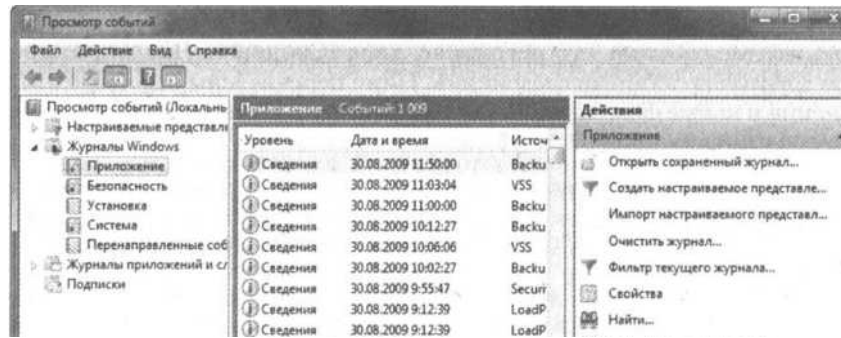 Просмотр событий
Файл Действие Вид Справка
Просмотр событий (Локальнь
Настраиваемые представле
Журналы Windows
Приложение
Безопасность
Установка
Система
Перенаправленные соб
Журналы приложений и сл
Подписки
Приложение Событий: 1 009
Уровень Дата и время Источ
Сведения 30.08.2009 11:50:00 Backu
Сведения 30.08.2009 11:03:04 VSS
Сведения 30.08.2009 11:00:00 Backu
Сведения 30.08.2009 10:12:27 Backu
Сведения 30.08.2009 10:06:06 VSS
Сведения 30.08.2009 10:02:27 Backu
Сведения 30.08.2009 9:55:47 Securi
Сведения 30.08.2009 9:12:39 LoadP
Сведения 30.08.2009 9:12:39 LoadP
Действия
Приложение
Открыть сохраненный журнал...
Создать настраиваемое представле...
Импорт настраиваемого представл...
Очистить журнал...
Фильтр текущего журнала...
Свойства
Найти...